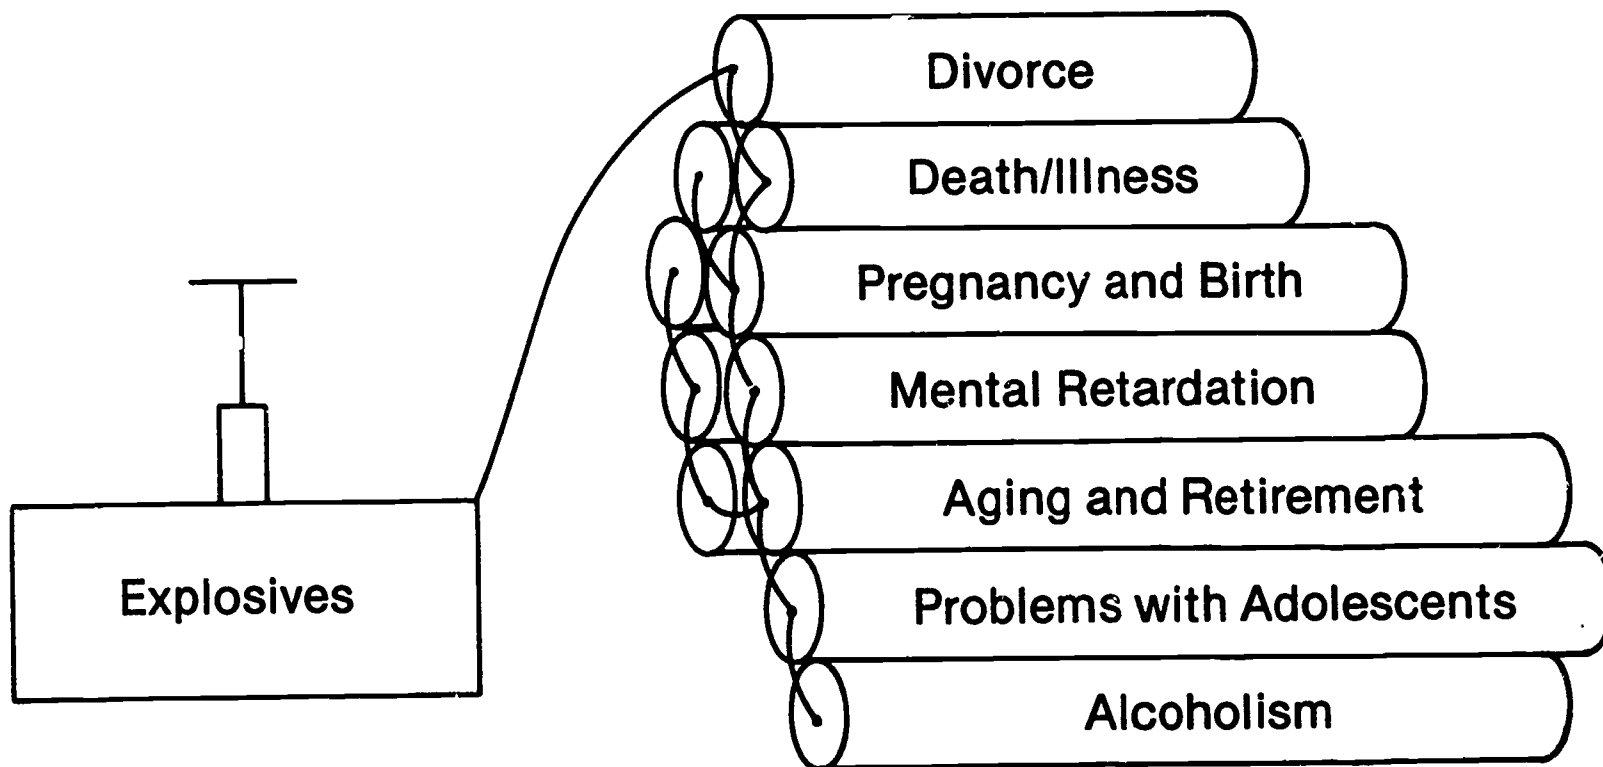 Divorce
Death/Illness
Pregnancy and Birth
Mental Retardation
Aging and Retirement
Explosives
Problems with Adolescents
Alcoholism